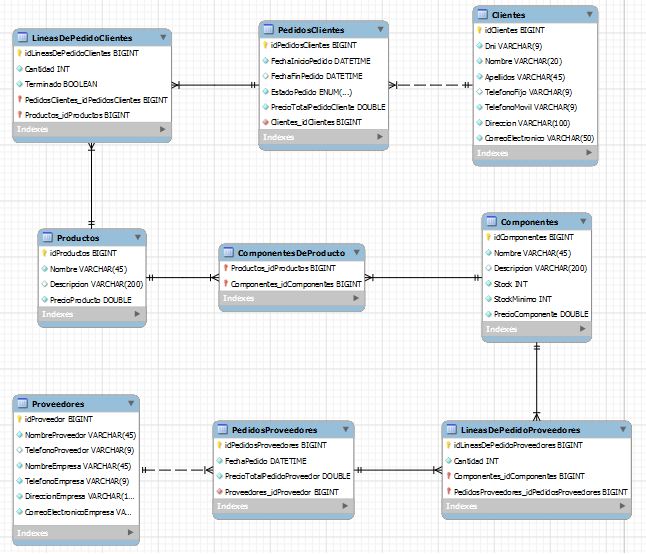 LineasDePedidoClientes
idLineasDePedidoClientes BIGINT
Cantidad INT
Terminado BOOLEAN
PedidosClientes_idPedidosClientes BIGINT
Productos_idProductos BIGINT
Indexes
PedidosClientes
idPedidosClientes BIGINT
FechaInicioPedido DATETIME
FechaFinPedido DATETIME
EstadoPedido ENUM(...)
PrecioTotalPedidoCliente DOUBLE
Clientes_idClientes BIGINT
Indexes
Clientes
idClientes BIGINT
Dni VARCHAR(9)
Nombre VARCHAR(20)
Apellidos VARCHAR(45)
TelefonoFijo VARCHAR(9)
TelefonoMovil VARCHAR(9)
Direccion VARCHAR(100)
CorreoElectronico VARCHAR(50)
Indexes
Productos
idProductos BIGINT
Nombre VARCHAR(45)
Descripcion VARCHAR(200)
PrecioProducto DOUBLE
Indexes
ComponentesDeProducto
Productos_idProductos BIGINT
Componentes_idComponentes BIGINT
Indexes
Componentes
idComponentes BIGINT
Nombre VARCHAR(45)
Descripcion VARCHAR(200)
Stock INT
StockMinimo INT
PrecioComponente DOUBLE
Indexes
Proveedores
idProveedor BIGINT
NombreProveedor VARCHAR(45)
TelefonoProveedor VARCHAR(9)
NombreEmpresa VARCHAR(45)
TelefonoEmpresa VARCHAR(9)
DireccionEmpresa VARCHAR(1...
CorreoElectronicoEmpresa VA...
Indexes
PedidosProveedores
idPedidosProveedores BIGINT
FechaPedido DATETIME
PrecioTotalPedidoProveedor DOUBLE
Proveedores_idProveedor BIGINT
Indexes
LineasDePedidoProveedores
idLineasDePedidoProveedores BIGINT
Cantidad INT
Componentes_idComponentes BIGINT
PedidosProveedores_idPedidosProveedores BIGINT
Indexes